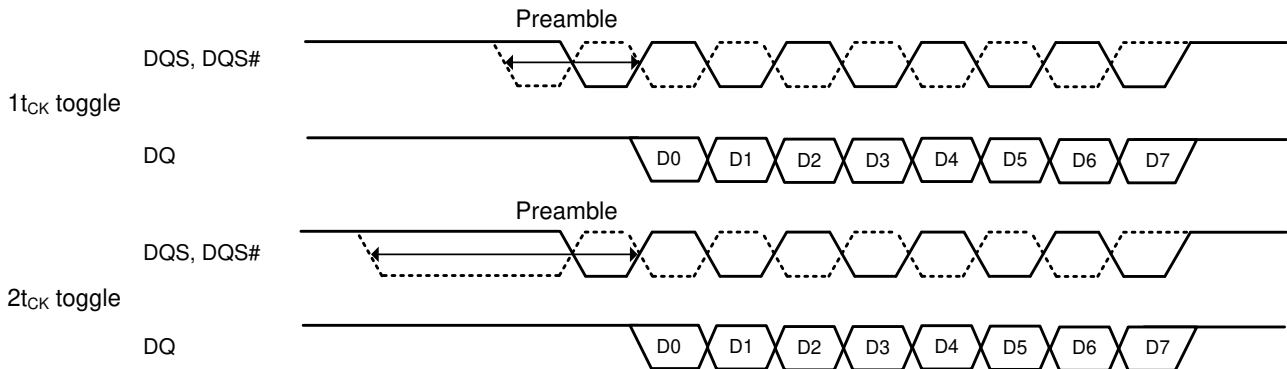 Preamble
DQS, DQS#
1tCK toggle
DQ D0 D1 D2 D3 D4 D5 D6 D7
Preamble
DQS, DQS#
2tCK toggle
DQ D0 D1 D2 D3 D4 D5 D6 D7